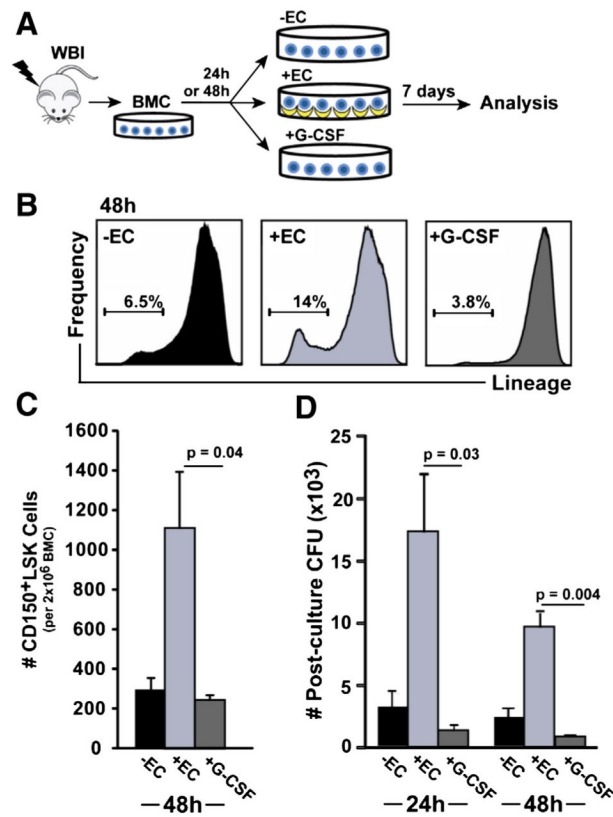 A
WBI
BMC
24h
or 48h
-EC
+EC
+G-CSF
7 days
Analysis
B
48h
-EC
6.5%
+EC
14%
+G-CSF
3.8%
Frequency
Lineage
C
# CD150+LSK Cells
(per 2x10⁶ BMC)
1600
1400
1200
1000
800
600
400
200
0
p = 0.04
-EC
+EC
+G-CSF
48h
D
# Post-culture CFU (x10³)
25
20
15
10
5
0
p = 0.03
p = 0.004
-EC
+EC
+G-CSF
-EC
+EC
+G-CSF
24h
48h